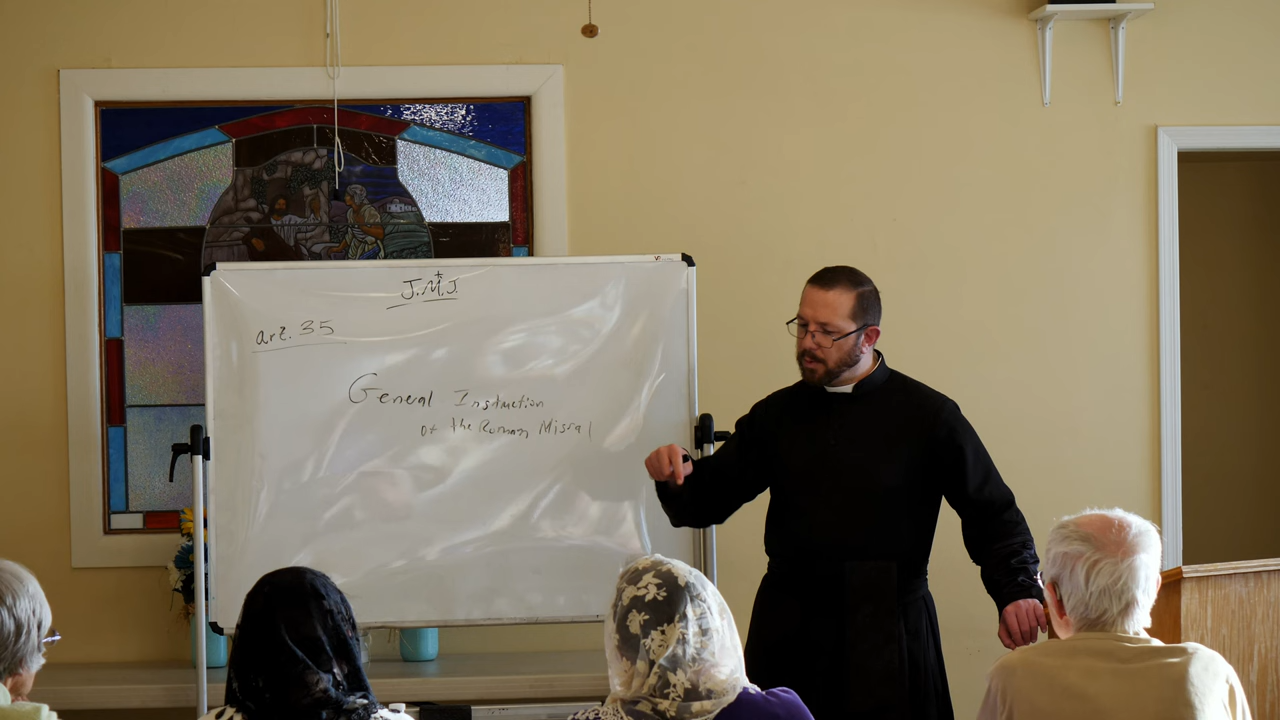 J.M.J.
art. 35
General Instruction
of the Roman Missal